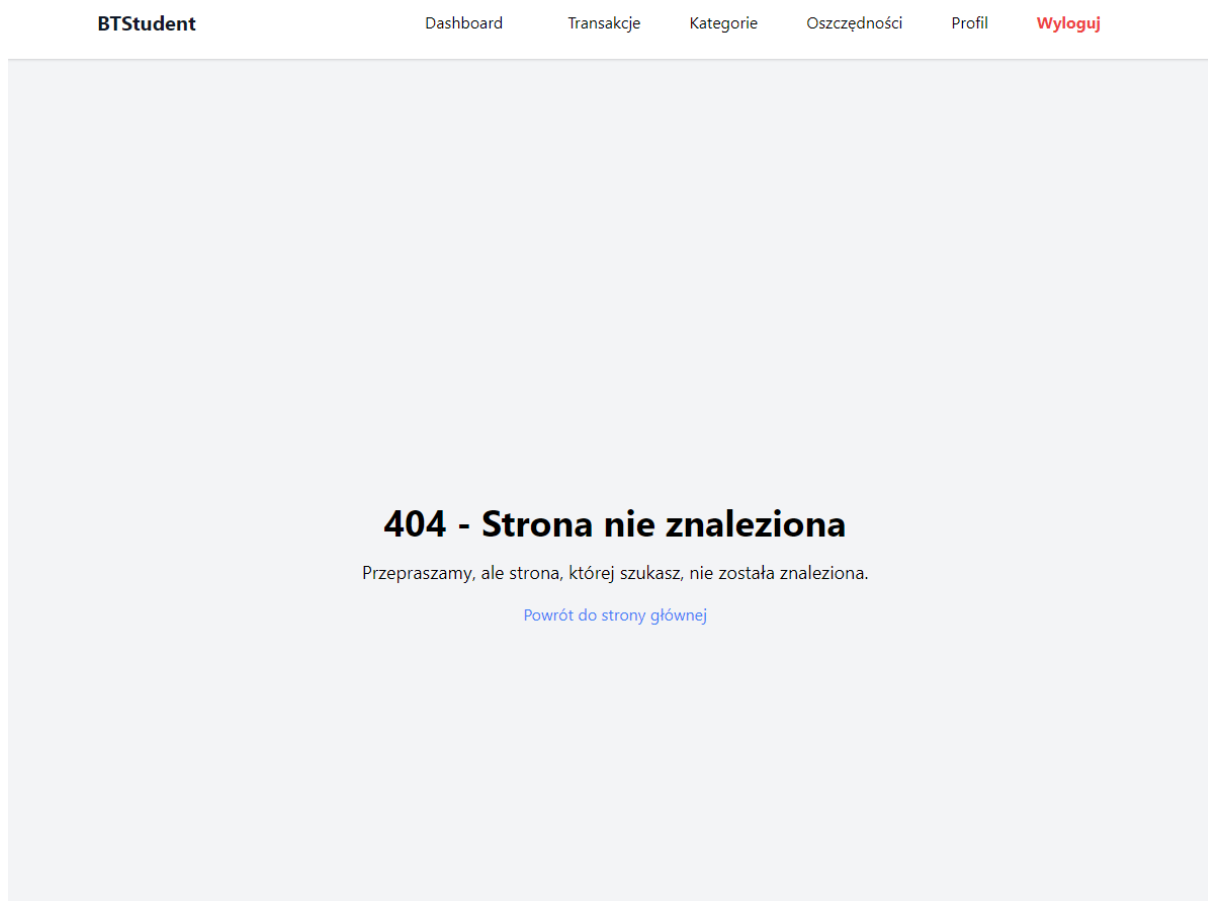 BTStudent Dashboard Transakcje Kategorie Oszczędności Profil Wyloguj
404 - Strona nie znaleziona
Przepraszamy, ale strona, której szukasz, nie została znaleziona.
Powrót do strony głównej